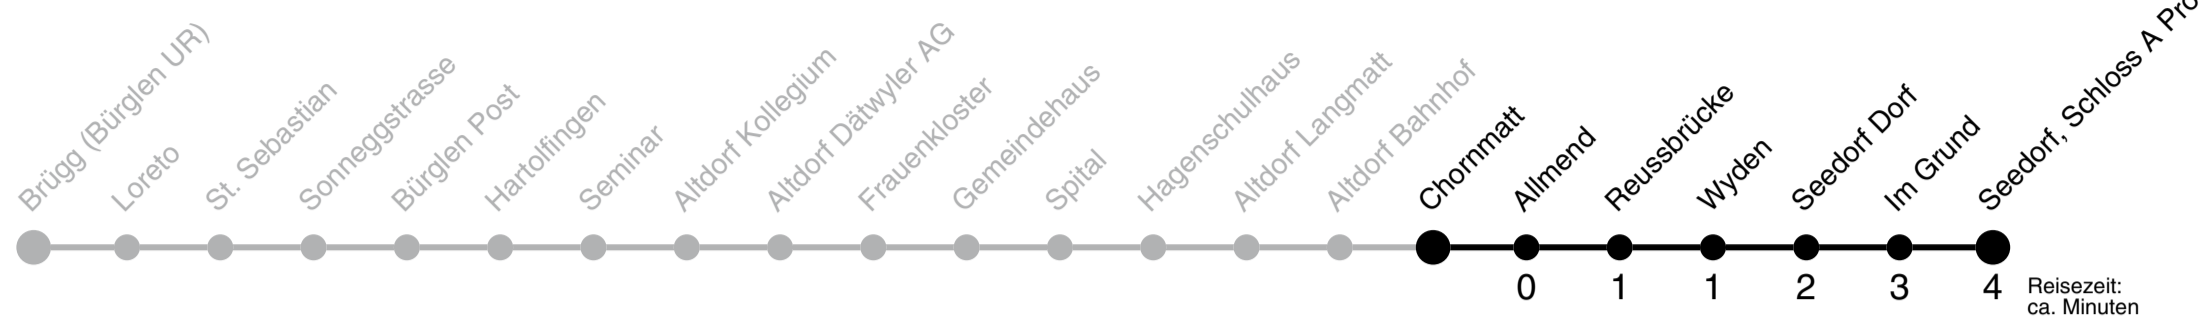 Brügg (Bürglen UR)
Loreto
St. Sebastian
Sonneggstrasse
Bürglen Post
Hartolfingen
Seminar
Altdorf Kollegium
Altdorf Dätwyler AG
Frauenkloster
Gemeindehaus
Spital
Hagenschulhaus
Altdorf Langmatt
Altdorf Bahnhof
Chornmatt
Allmend
Reussbrücke
Wyden
Seedorf Dorf
Im Grund
Seedorf, Schloss A Pro
0 1 1 2 3 4
Reisezeit:
ca. Minuten